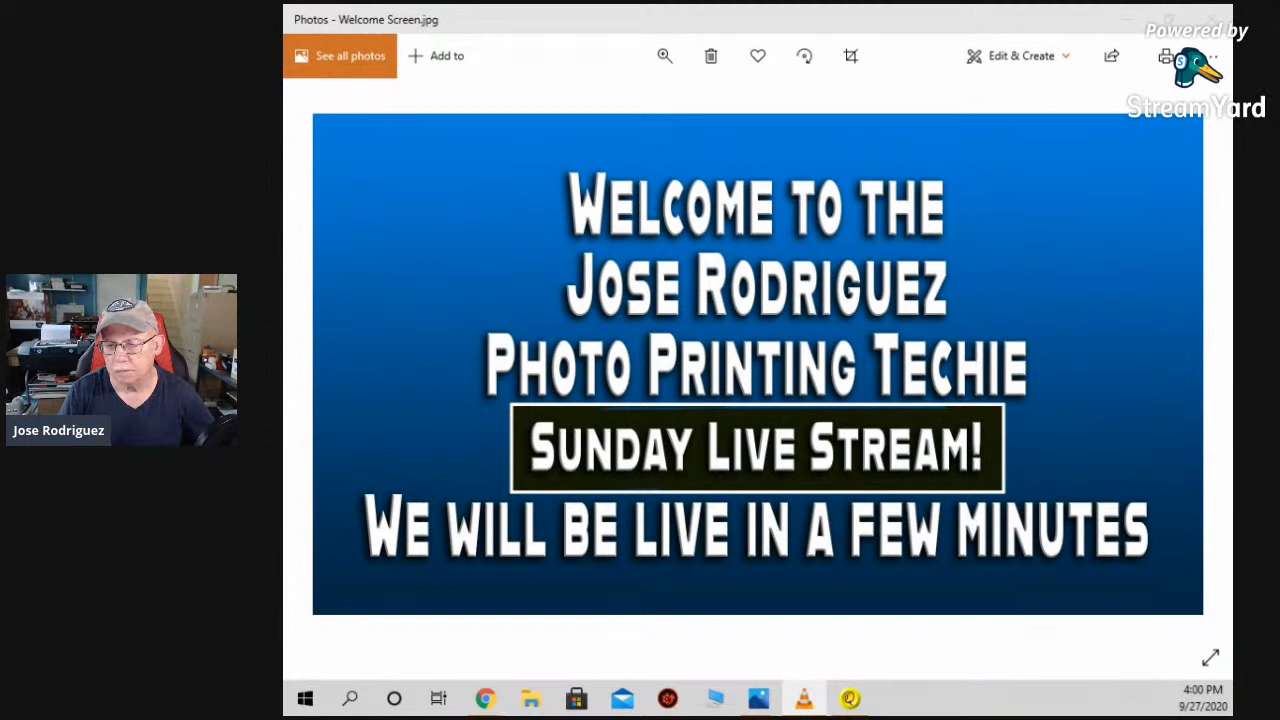 Photos - Welcome Screen.jpg
Powered by
See all photos
Add to
Edit & Create
StreamYard
WELCOME TO THE
JOSE RODRIGUEZ
PHOTO PRINTING TECHIE
SUNDAY LIVE STREAM!
WE WILL BE LIVE IN A FEW MINUTES
Jose Rodriguez
4:00 PM
9/27/2020